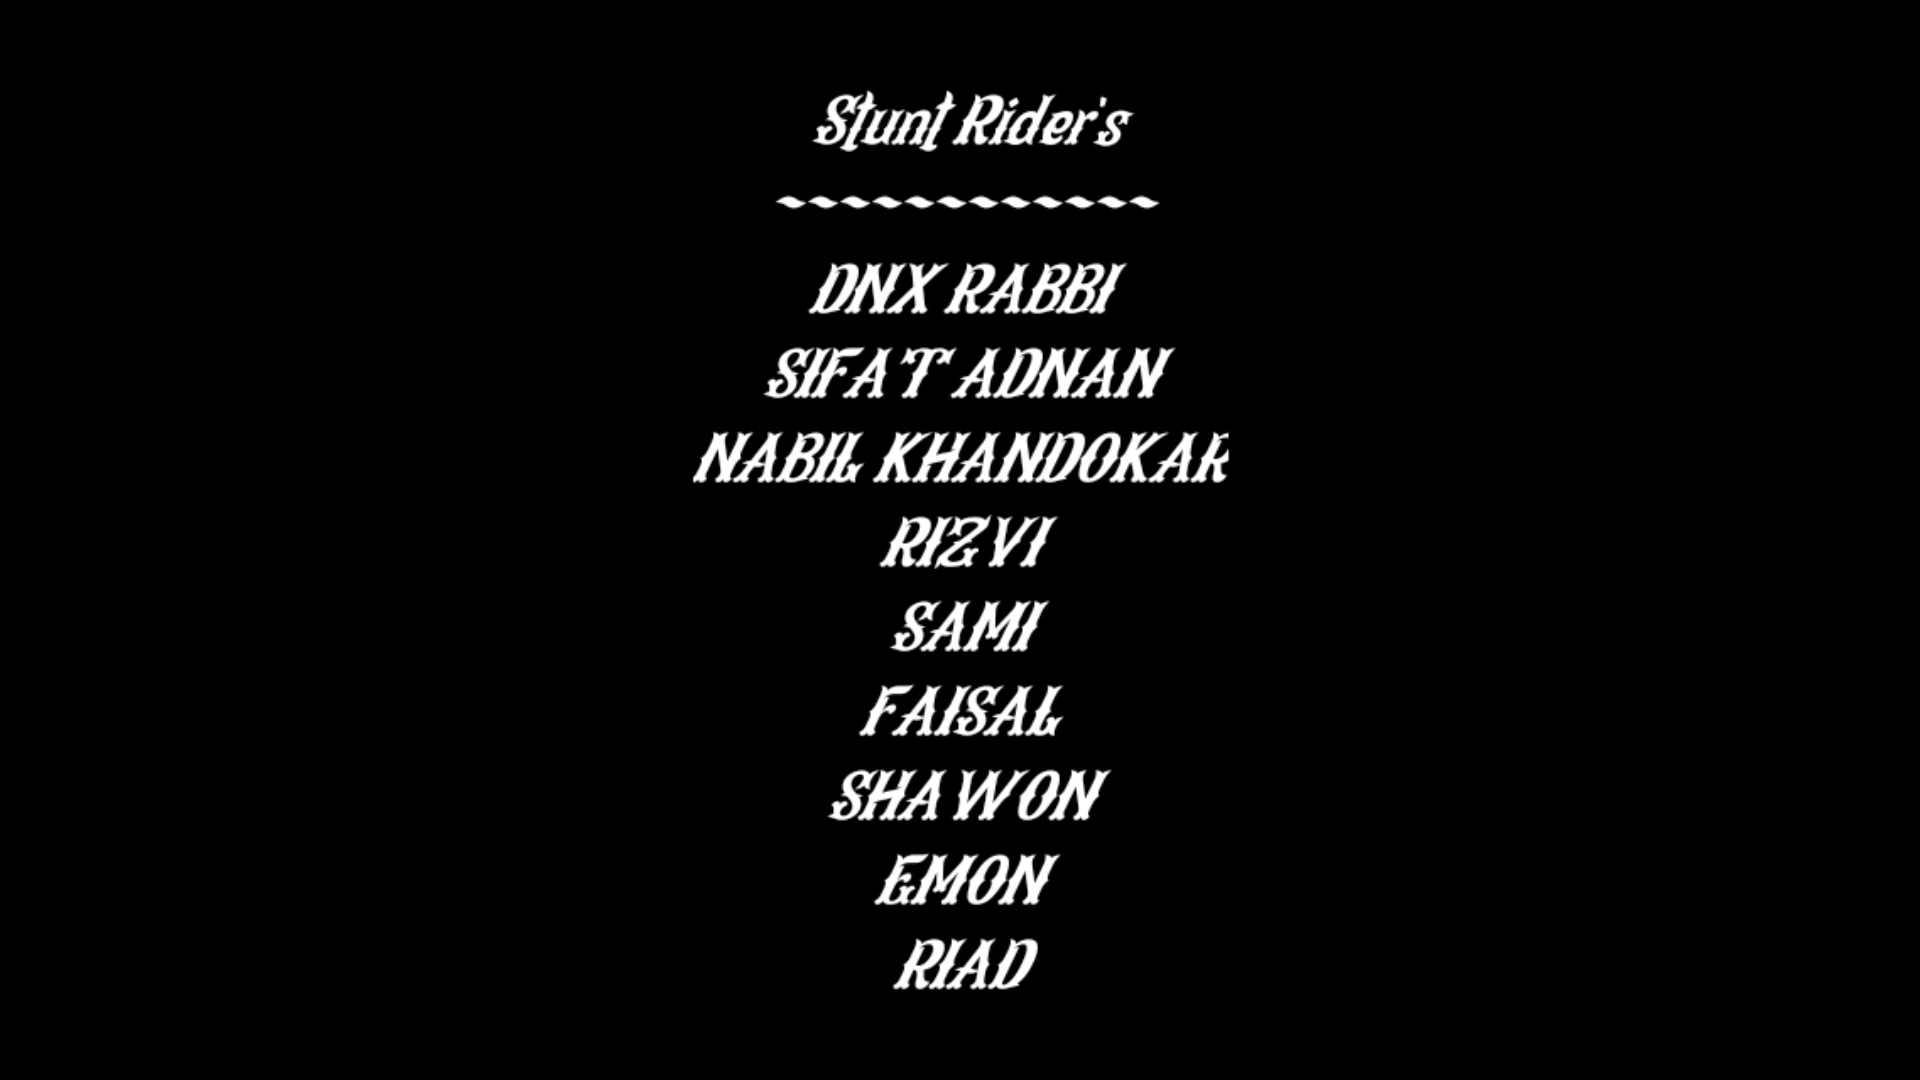 Stunt Rider's
~~~~~~~~~~~~
DNX RABBI
SIFAT ADNAN
NABIL KHANDOKAR
RIZVI
SAMI
FAISAL
SHAWON
EMON
RIAD